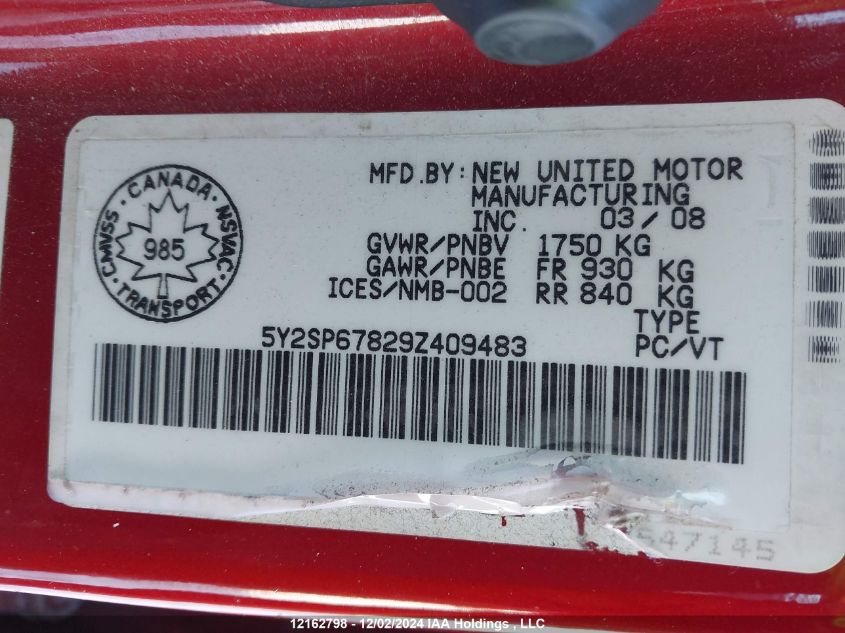 MFD.BY: NEW UNITED MOTOR
MANUFACTURING
INC. 03/08
GVWR/PNBV 1750 KG
GAWR/PNBE FR 930 KG
ICES/NMB-002 RR 840 KG
TYPE
5Y2SP67829Z409483 PC/VT
CANADA
CMVSS · NSVAC
985
TRANSPORT
547145
12162798 - 12/02/2024 IAA Holdings , LLC